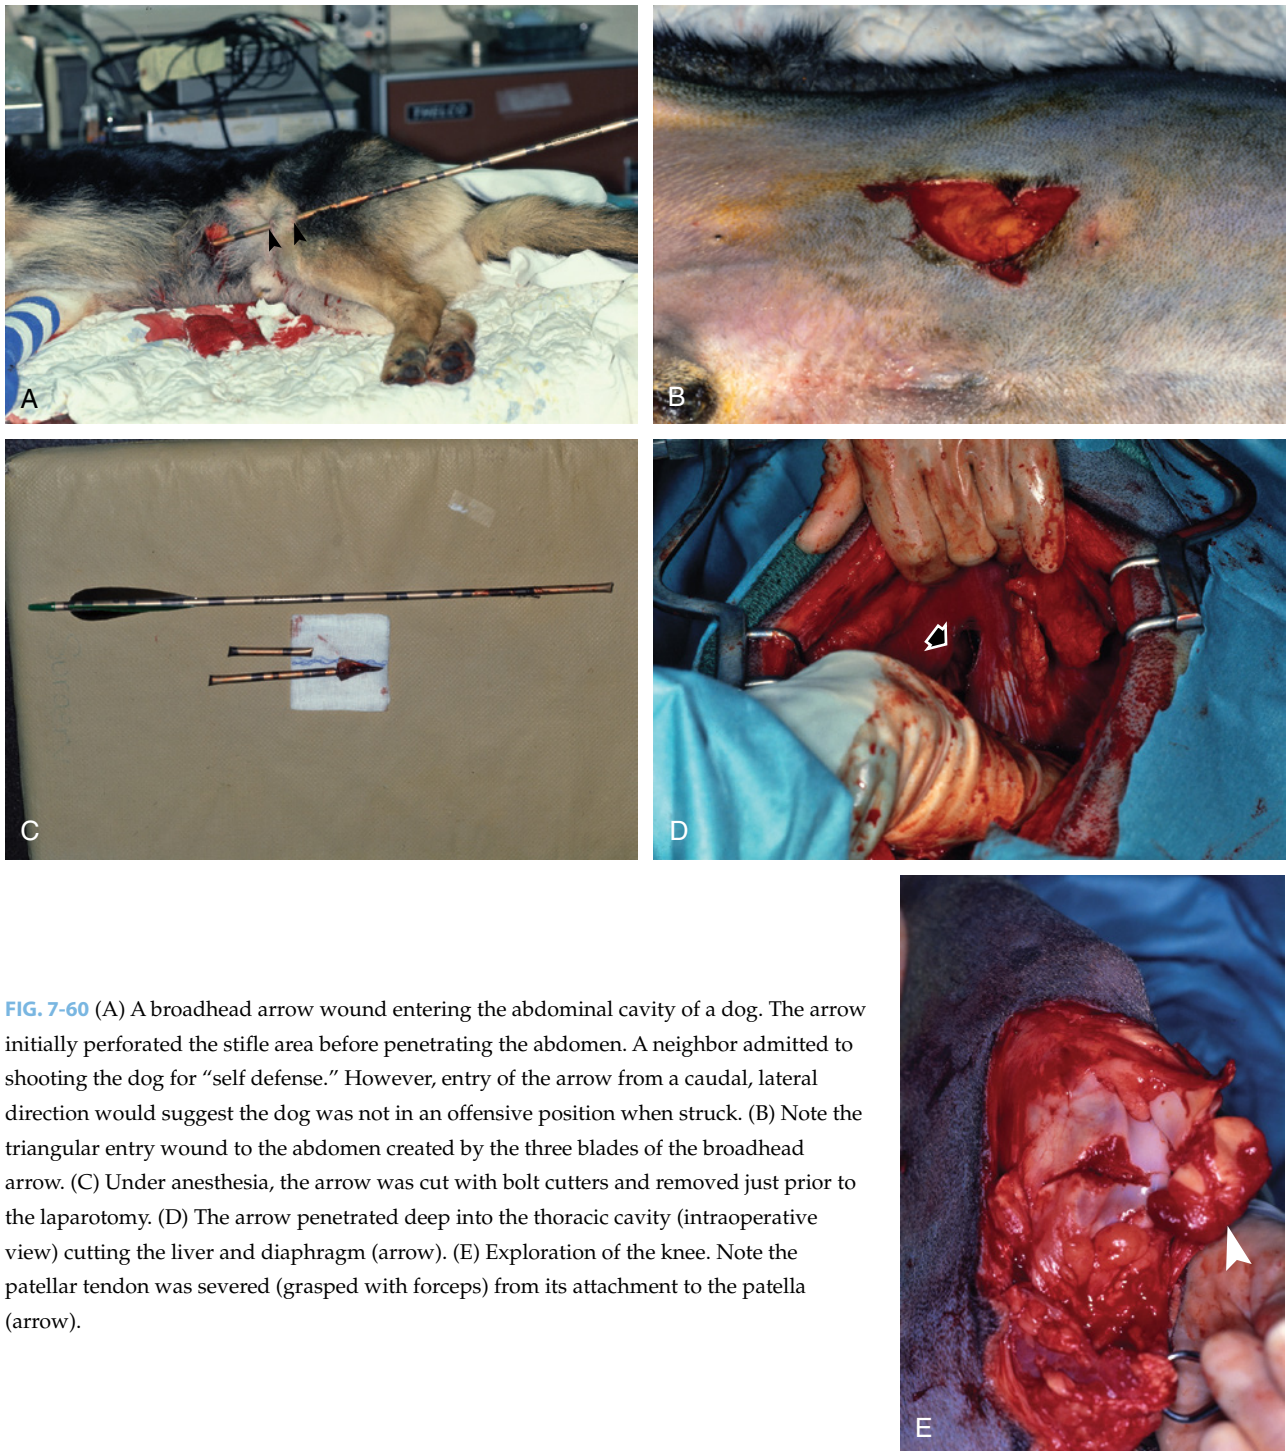 THELCO
A
B
C
D
FIG. 7-60 (A) A broadhead arrow wound entering the abdominal cavity of a dog. The arrow
initially perforated the stifle area before penetrating the abdomen. A neighbor admitted to
shooting the dog for “self defense.” However, entry of the arrow from a caudal, lateral
direction would suggest the dog was not in an offensive position when struck. (B) Note the
triangular entry wound to the abdomen created by the three blades of the broadhead
arrow. (C) Under anesthesia, the arrow was cut with bolt cutters and removed just prior to
the laparotomy. (D) The arrow penetrated deep into the thoracic cavity (intraoperative
view) cutting the liver and diaphragm (arrow). (E) Exploration of the knee. Note the
patellar tendon was severed (grasped with forceps) from its attachment to the patella
(arrow).
E